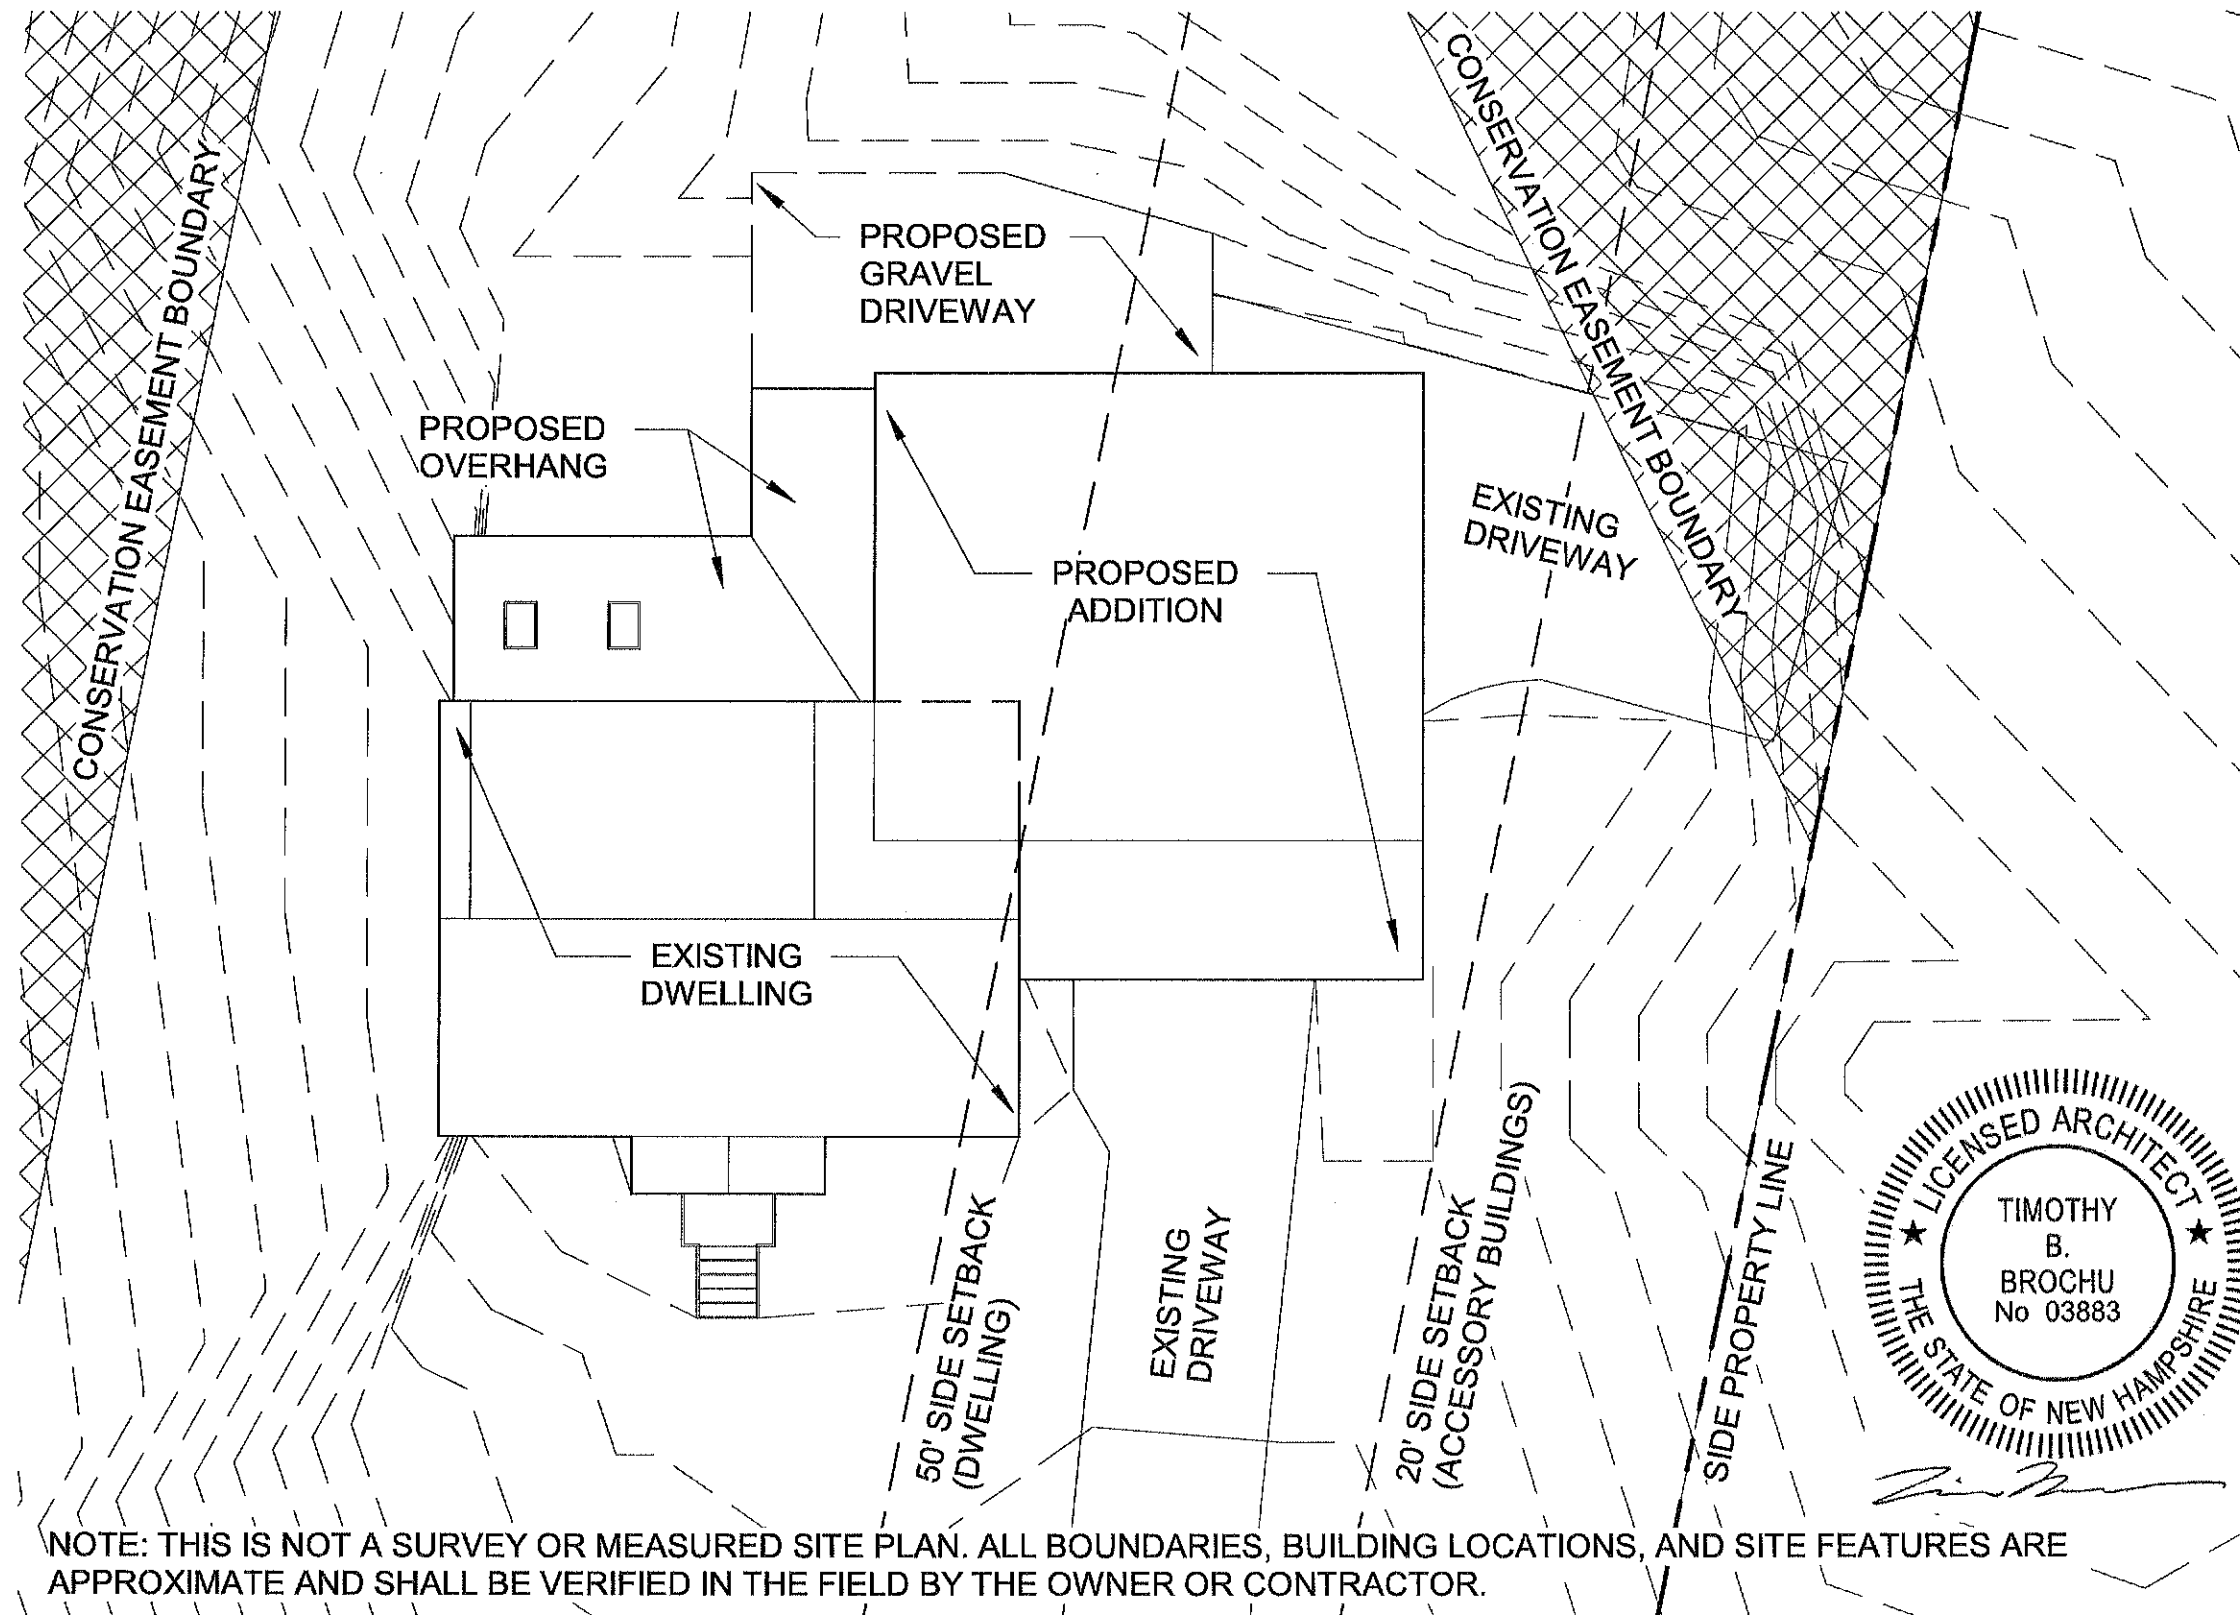 CONSERVATION EASEMENT BOUNDARY
CONSERVATION EASEMENT BOUNDARY
PROPOSED
GRAVEL
DRIVEWAY
PROPOSED
OVERHANG
EXISTING
DRIVEWAY
PROPOSED
ADDITION
EXISTING
DWELLING
50' SIDE SETBACK
(DWELLING)
EXISTING
DRIVEWAY
20' SIDE SETBACK
(ACCESSORY BUILDINGS)
SIDE PROPERTY LINE
★ LICENSED ARCHITECT ★
TIMOTHY
B.
BROCHU
No 03883
THE STATE OF NEW HAMPSHIRE
NOTE: THIS IS NOT A SURVEY OR MEASURED SITE PLAN. ALL BOUNDARIES, BUILDING LOCATIONS, AND SITE FEATURES ARE
APPROXIMATE AND SHALL BE VERIFIED IN THE FIELD BY THE OWNER OR CONTRACTOR.